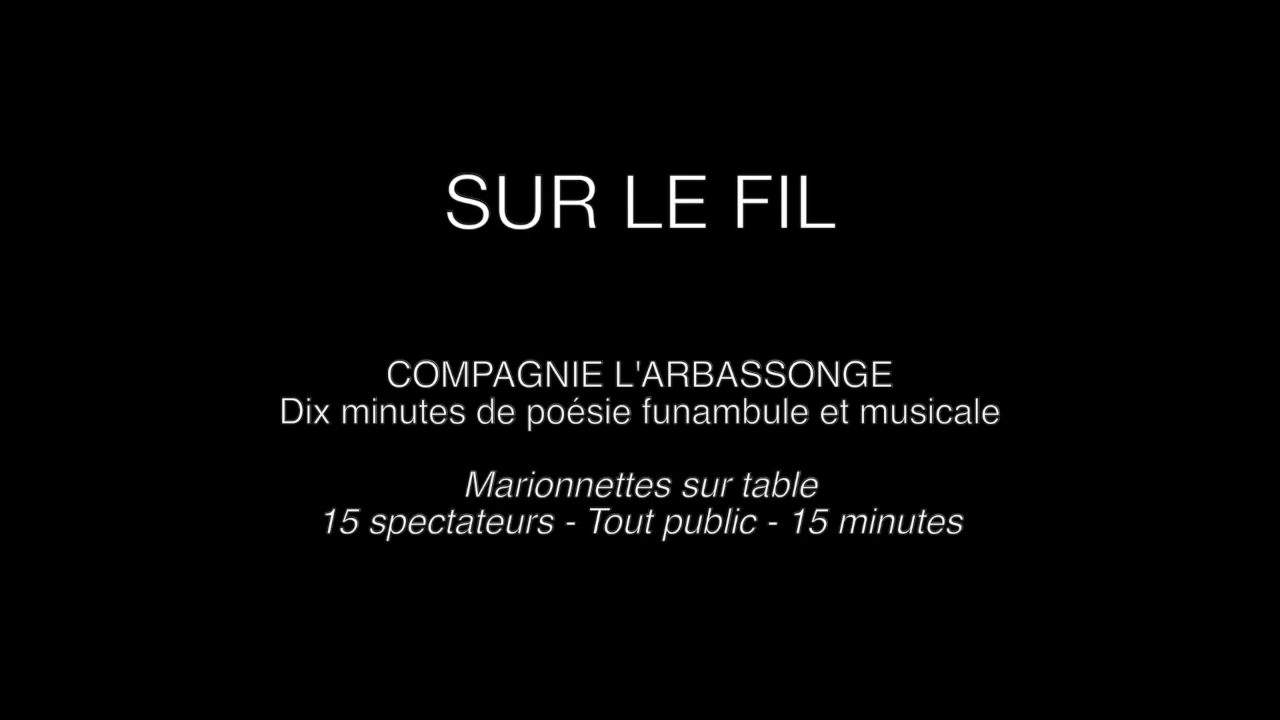 SUR LE FIL
COMPAGNIE L'ARBASSONGE
Dix minutes de poésie funambule et musicale
Marionnettes sur table
15 spectateurs - Tout public - 15 minutes